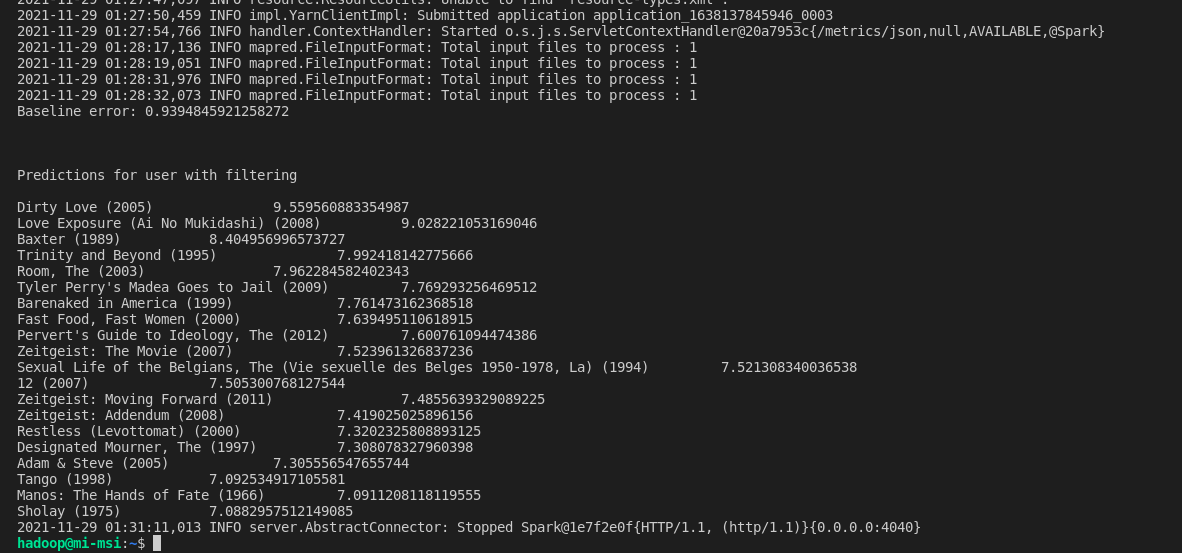 2021-11-29 01:27:47,697 INFO resource.ResourceUtils: Unable to find 'resource-types.xml'.
2021-11-29 01:27:50,459 INFO impl.YarnClientImpl: Submitted application application_1638137845946_0003
2021-11-29 01:27:54,766 INFO handler.ContextHandler: Started o.s.j.s.ServletContextHandler@20a7953c{/metrics/json,null,AVAILABLE,@Spark}
2021-11-29 01:28:17,136 INFO mapred.FileInputFormat: Total input files to process : 1
2021-11-29 01:28:19,051 INFO mapred.FileInputFormat: Total input files to process : 1
2021-11-29 01:28:31,976 INFO mapred.FileInputFormat: Total input files to process : 1
2021-11-29 01:28:32,073 INFO mapred.FileInputFormat: Total input files to process : 1
Baseline error: 0.9394845921258272
Predictions for user with filtering
Dirty Love (2005) 9.559560883354987
Love Exposure (Ai No Mukidashi) (2008) 9.028221053169046
Baxter (1989) 8.404956996573727
Trinity and Beyond (1995) 7.992418142775666
Room, The (2003) 7.962284582402343
Tyler Perry's Madea Goes to Jail (2009) 7.769293256469512
Barenaked in America (1999) 7.761473162368518
Fast Food, Fast Women (2000) 7.639495110618915
Pervert's Guide to Ideology, The (2012) 7.600761094474386
Zeitgeist: The Movie (2007) 7.523961326837236
Sexual Life of the Belgians, The (Vie sexuelle des Belges 1950-1978, La) (1994) 7.521308340036538
12 (2007) 7.505300768127544
Zeitgeist: Moving Forward (2011) 7.4855639329089225
Zeitgeist: Addendum (2008) 7.419025025896156
Restless (Levottomat) (2000) 7.3202325808893125
Designated Mourner, The (1997) 7.308078327960398
Adam & Steve (2005) 7.305556547655744
Tango (1998) 7.092534917105581
Manos: The Hands of Fate (1966) 7.0911208118119555
Sholay (1975) 7.0882957512149085
2021-11-29 01:31:11,013 INFO server.AbstractConnector: Stopped Spark@1e7f2e0f{HTTP/1.1, (http/1.1)}{0.0.0.0:4040}
hadoop@mi-msi:~$